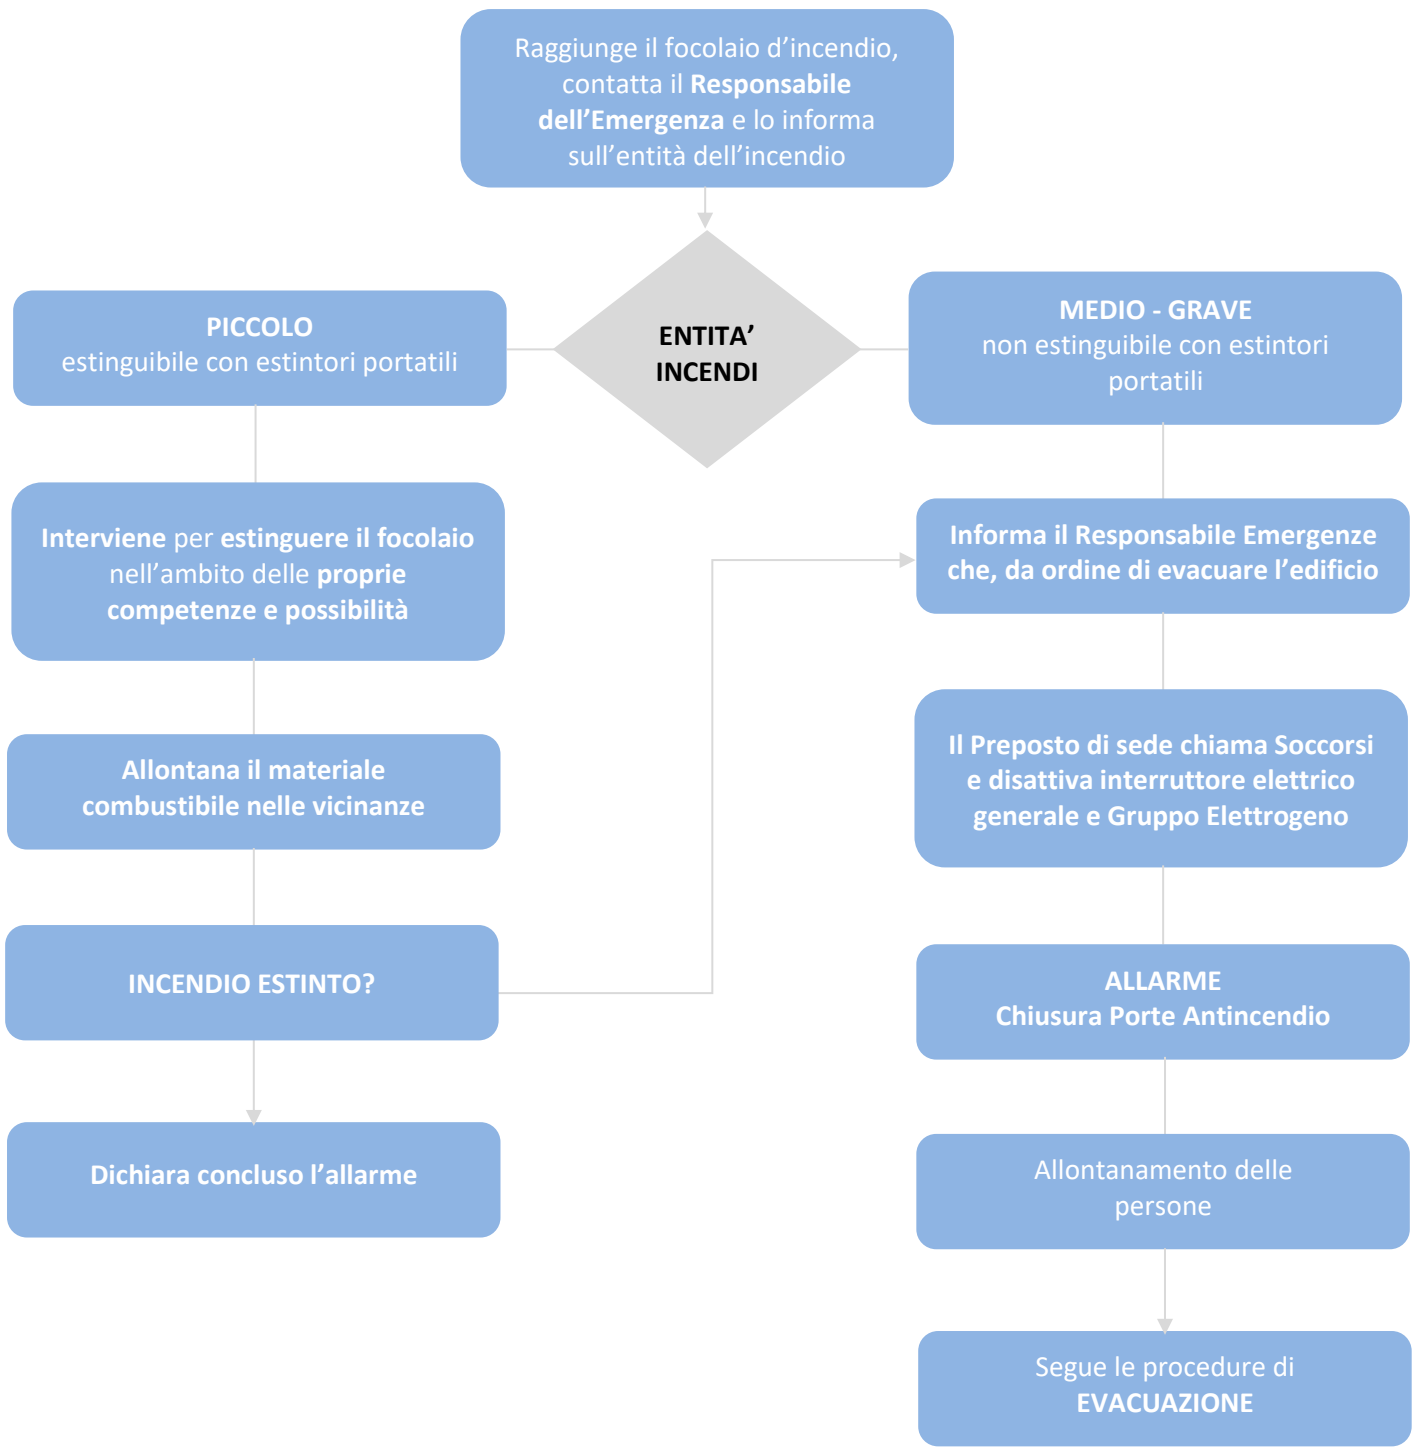 Raggiunge il focolaio d’incendio,
contatta il Responsabile
dell’Emergenza e lo informa
sull’entità dell’incendio
ENTITA’
INCENDI
PICCOLO
estinguibile con estintori portatili
Interviene per estinguere il focolaio
nell’ambito delle proprie
competenze e possibilità
Allontana il materiale
combustibile nelle vicinanze
INCENDIO ESTINTO?
Dichiara concluso l’allarme
MEDIO - GRAVE
non estinguibile con estintori
portatili
Informa il Responsabile Emergenze
che, da ordine di evacuare l’edificio
Il Preposto di sede chiama Soccorsi
e disattiva interruttore elettrico
generale e Gruppo Elettrogeno
ALLARME
Chiusura Porte Antincendio
Allontanamento delle
persone
Segue le procedure di
EVACUAZIONE